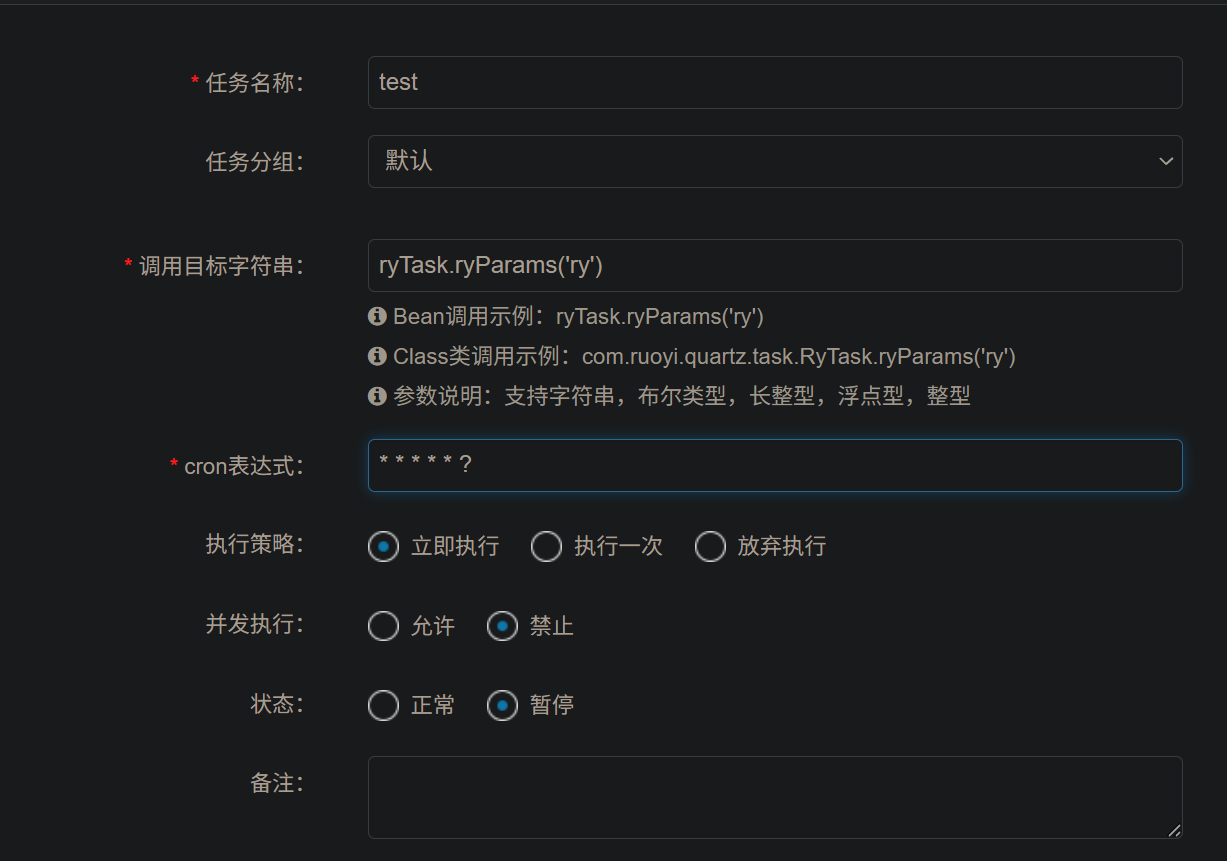 * 任务名称： test
任务分组： 默认
* 调用目标字符串： ryTask.ryParams('ry')
Bean调用示例：ryTask.ryParams('ry')
Class类调用示例：com.ruoyi.quartz.task.RyTask.ryParams('ry')
参数说明：支持字符串，布尔类型，长整型，浮点型，整型
* cron表达式： * * * * * ?
执行策略： 立即执行 执行一次 放弃执行
并发执行： 允许 禁止
状态： 正常 暂停
备注：